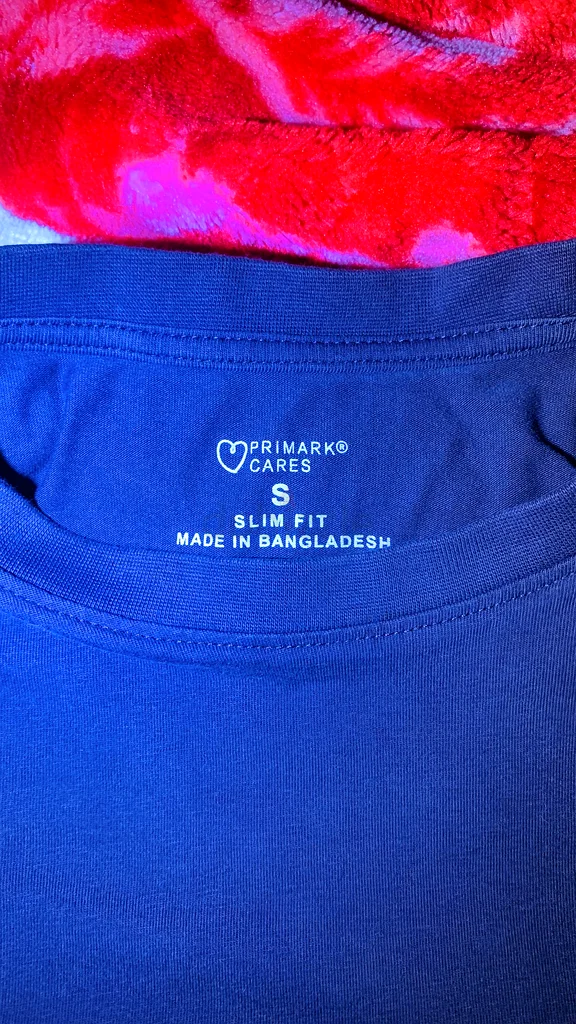 PRIMARK®
CARES
S
SLIM FIT
MADE IN BANGLADESH